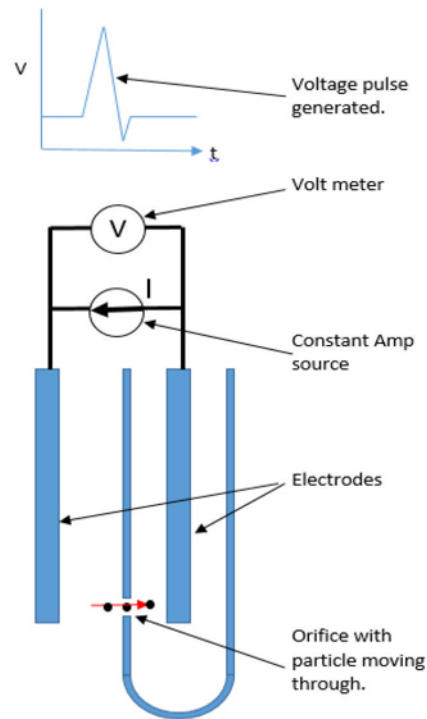 V
Voltage pulse
generated.
t
Volt meter
V
I
Constant Amp
source
Electrodes
Orifice with
particle moving
through.